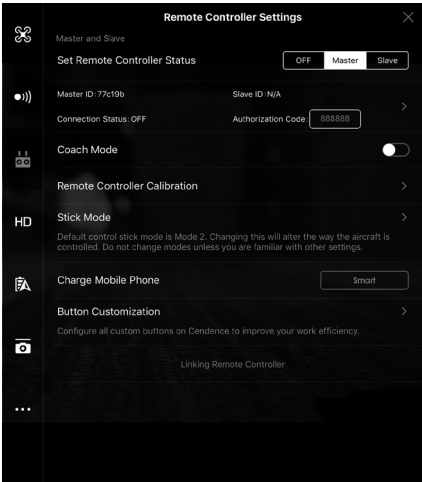 Remote Controller Settings
Master and Slave
Set Remote Controller Status
OFF Master Slave
Master ID: 77c19b Slave ID: N/A
Connection Status: OFF Authorization Code: 888888
Coach Mode
Remote Controller Calibration
HD
Stick Mode
Default control stick mode is Mode 2. Changing this will alter the way the aircraft is
controlled. Do not change modes unless you are familiar with other settings.
Charge Mobile Phone Smart
Button Customization
Configure all custom buttons on Cendence to improve your work efficiency.
Linking Remote Controller